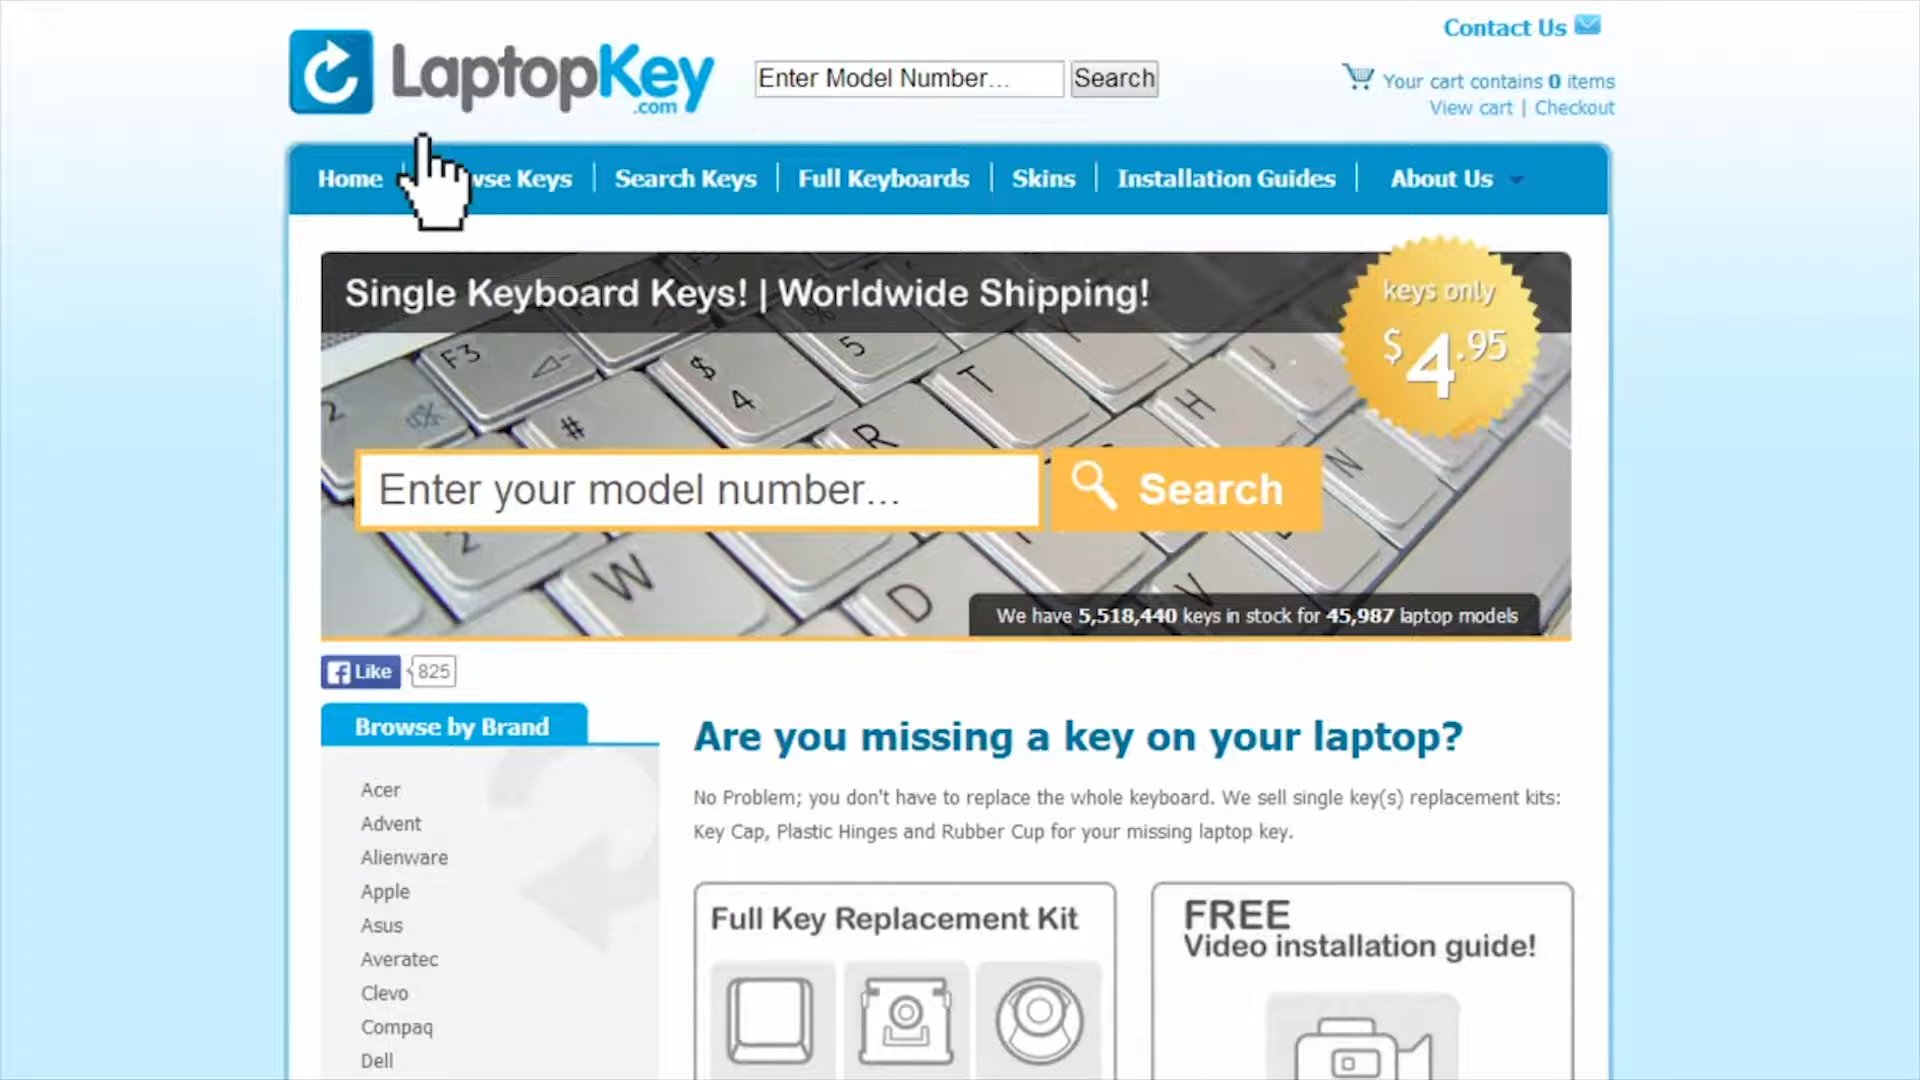 Contact Us
LaptopKey
.com
Enter Model Number...
Search
Your cart contains 0 items
View cart | Checkout
Home
Keys
Search Keys
Full Keyboards
Skins
Installation Guides
About Us
Single Keyboard Keys! | Worldwide Shipping!
keys only
$4.95
F3
$
4
5
T
J
H
2
#
R
N
Enter your model number...
Search
2
W
D
V
We have 5,518,440 keys in stock for 45,987 laptop models
Like
825
Browse by Brand
Acer
Advent
Alienware
Apple
Asus
Averatec
Clevo
Compaq
Dell
Are you missing a key on your laptop?
No Problem; you don't have to replace the whole keyboard. We sell single key(s) replacement kits:
Key Cap, Plastic Hinges and Rubber Cup for your missing laptop key.
Full Key Replacement Kit
FREE
Video installation guide!